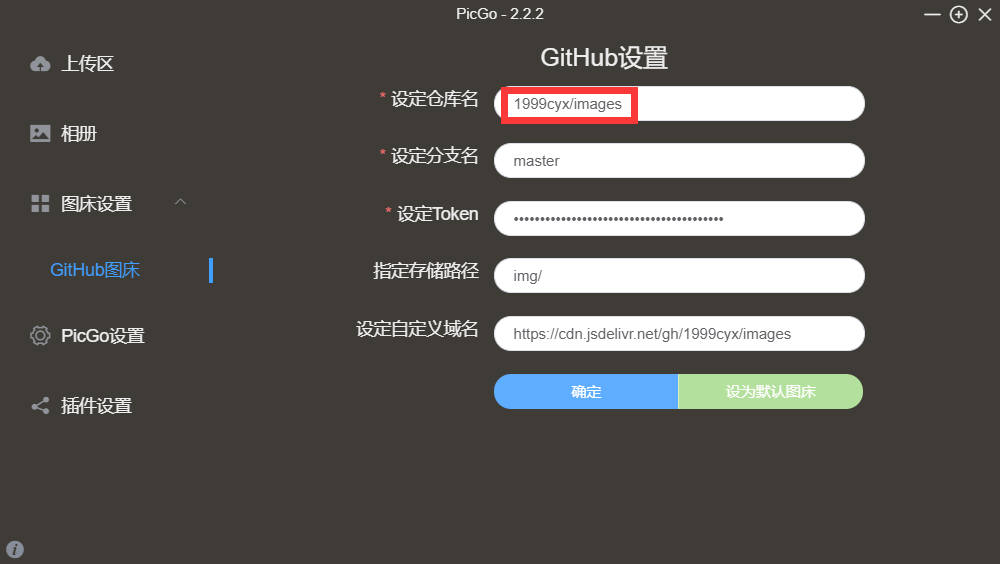 PicGo - 2.2.2
上传区
相册
图床设置
GitHub图床
PicGo设置
插件设置
GitHub设置
* 设定仓库名 1999cyx/images
* 设定分支名 master
* 设定Token ••••••••••••••••••••••••••••••••••••••••
指定存储路径 img/
设定自定义域名 https://cdn.jsdelivr.net/gh/1999cyx/images
确定 设为默认图床